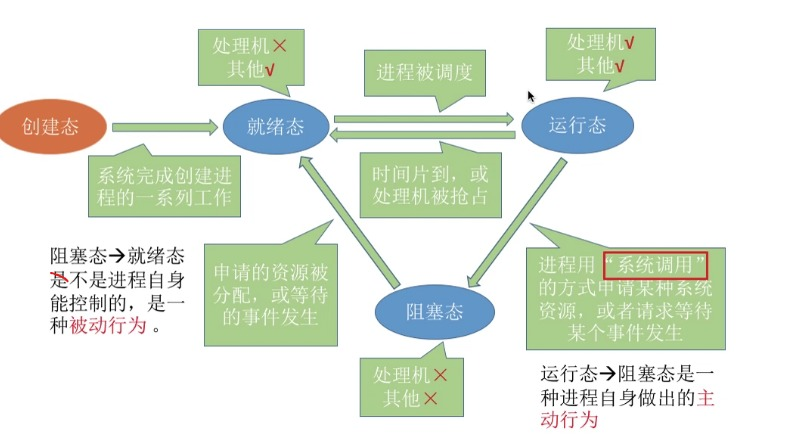 处理机×
其他√
处理机√
其他√
进程被调度
创建态
就绪态
运行态
系统完成创建进
程的一系列工作
时间片到，或
处理机被抢占
阻塞态→就绪态
是不是进程自身
能控制的，是一
种被动行为。
申请的资源被
分配，或等待
的事件发生
进程用“系统调用”
的方式申请某种系统
资源，或者请求等待
某个事件发生
阻塞态
处理机×
其他×
运行态→阻塞态是一
种进程自身做出的主
动行为